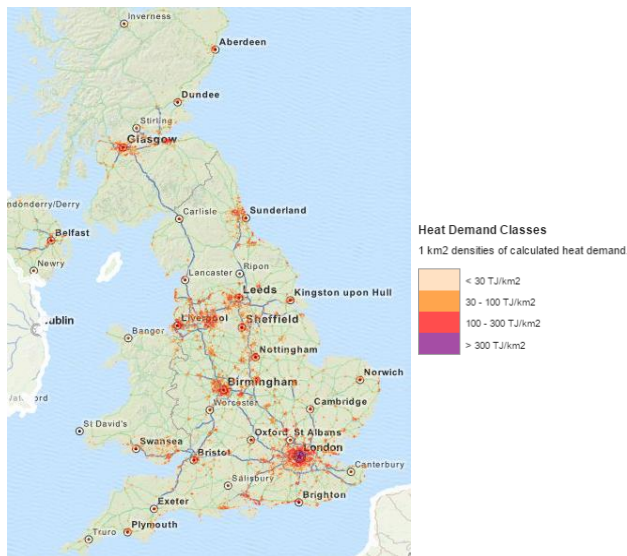 Inverness
Aberdeen
Dundee
Stirling
Glasgow
ndonderry/Derry
Carlisle
Sunderland
Belfast
Newry
Lancaster
Ripon
Leeds
Kingston upon Hull
ublin
Liverpool
Bangor
Sheffield
Nottingham
Norwich
Birmingham
Worcester
Cambridge
St David's
Swansea
Oxford
St Albans
Bristol
London
Canterbury
Salisbury
Brighton
Exeter
Plymouth
Truro
Heat Demand Classes
1 km2 densities of calculated heat demand
< 30 TJ/km2
30 - 100 TJ/km2
100 - 300 TJ/km2
> 300 TJ/km2